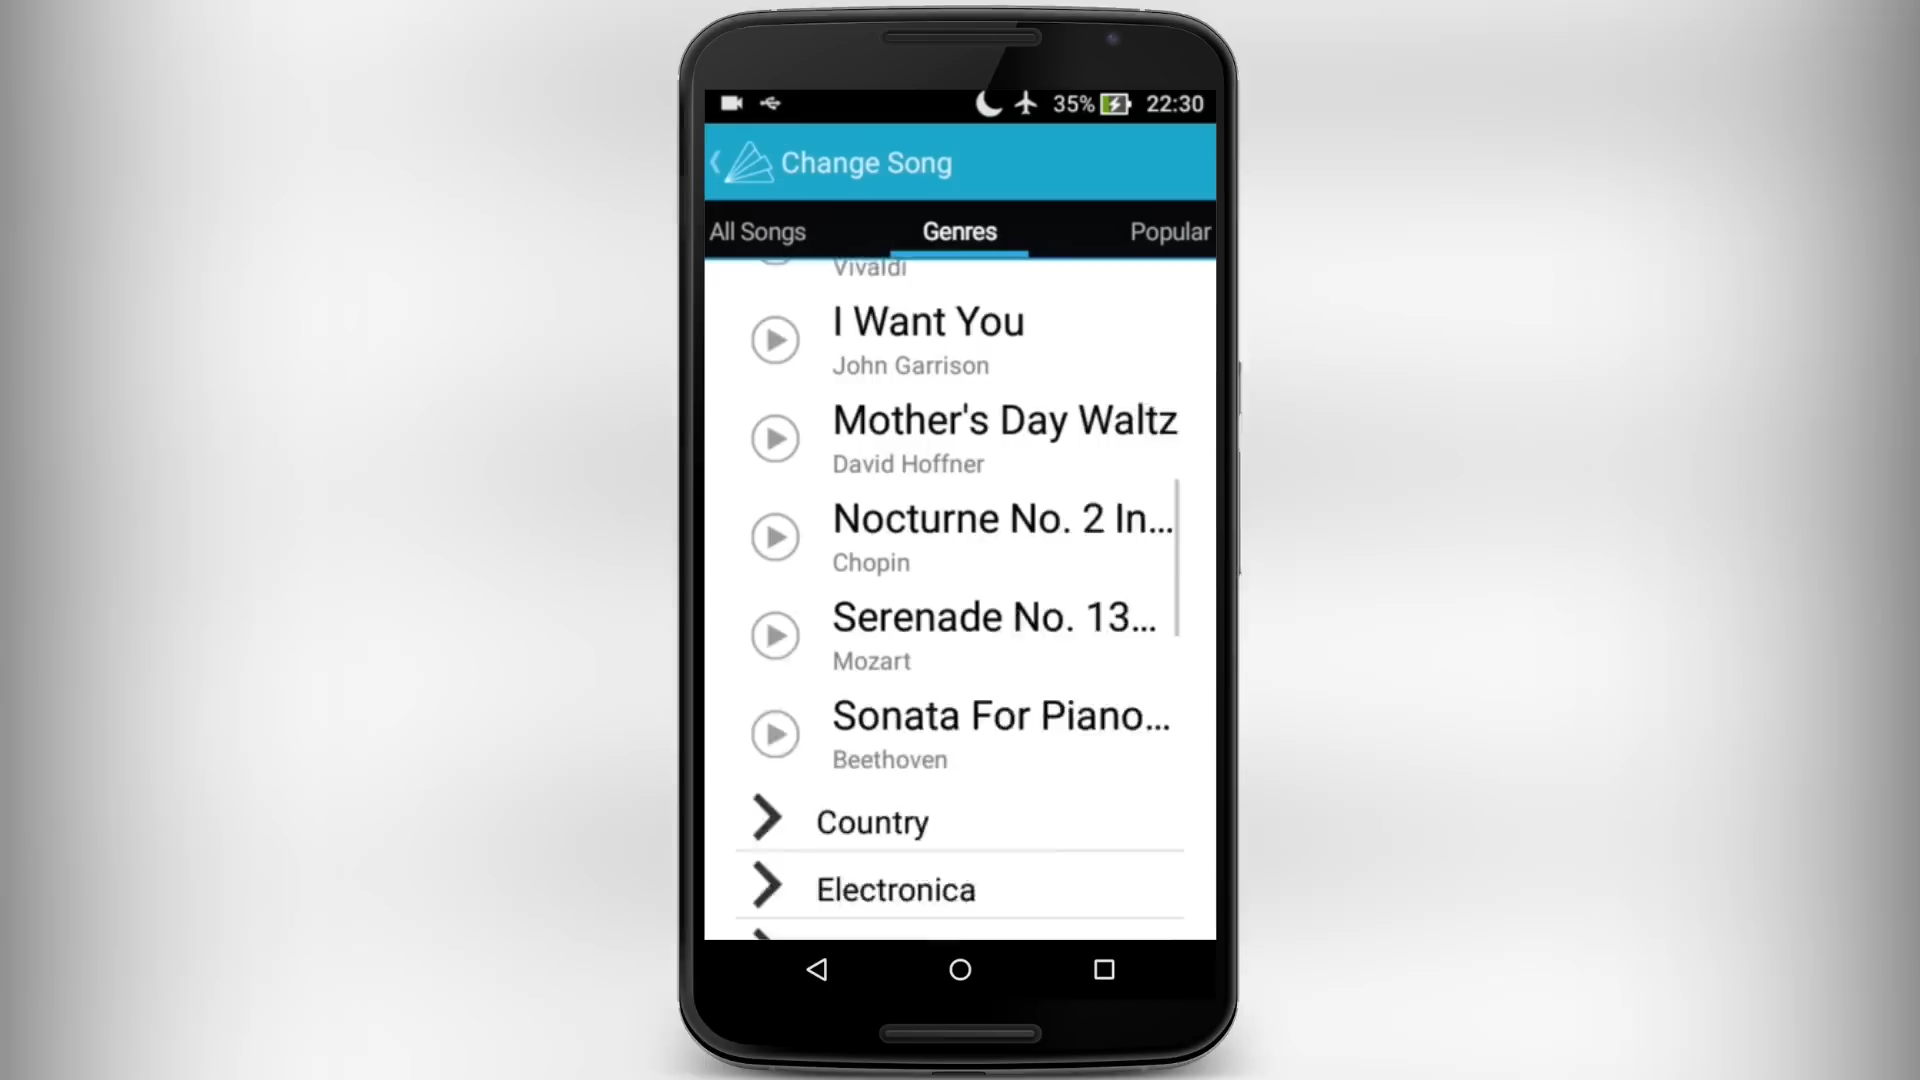 35% 22:30
Change Song
All Songs Genres Popular
Vivaldi
I Want You
John Garrison
Mother's Day Waltz
David Hoffner
Nocturne No. 2 In...
Chopin
Serenade No. 13...
Mozart
Sonata For Piano...
Beethoven
Country
Electronica